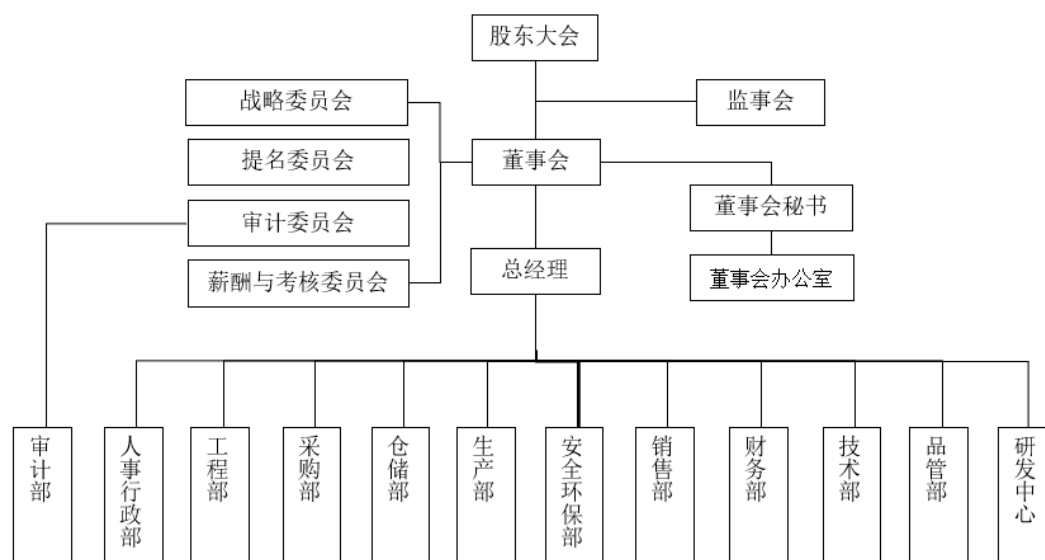 股东大会
战略委员会
监事会
提名委员会
董事会
审计委员会
董事会秘书
薪酬与考核委员会
总经理
董事会办公室
审计部
人事行政部
工程部
采购部
仓储部
生产部
安全环保部
销售部
财务部
技术部
品管部
研发中心